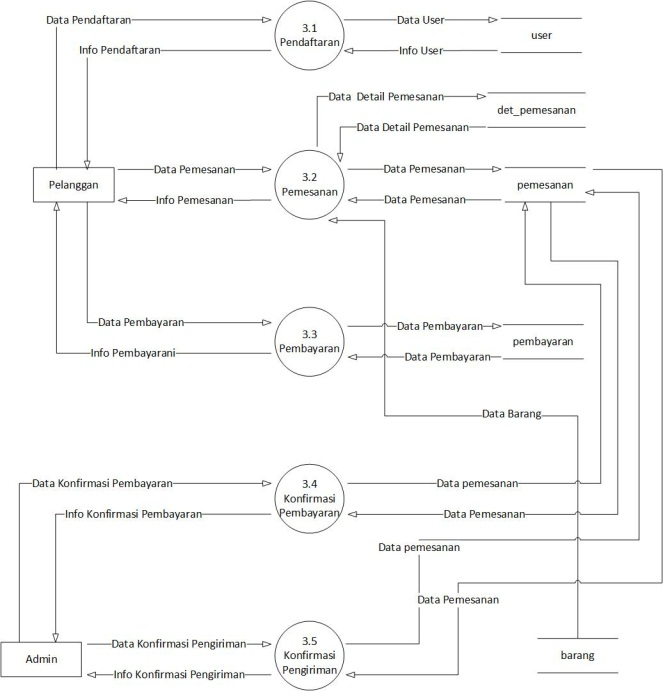 Data Pendaftaran
3.1
Pendaftaran
Data User
user
Info Pendaftaran
Info User
Data  Detail Pemesanan
det_pemesanan
Data Detail Pemesanan
Pelanggan
Data Pemesanan
3.2
Pemesanan
Data Pemesanan
pemesanan
Info Pemesanan
Data Pemesanan
Data Pembayaran
3.3
Pembayaran
Data Pembayaran
pembayaran
Info Pembayarani
Data Pembayaran
Data Barang
Data Konfirmasi Pembayaran
3.4
Konfirmasi
Pembayaran
Data pemesanan
Info Konfirmasi Pembayaran
Data Pemesanan
Data pemesanan
Data Pemesanan
Admin
Data Konfirmasi Pengiriman
3.5
Konfirmasi
Pengiriman
barang
Info Konfirmasi Pengiriman